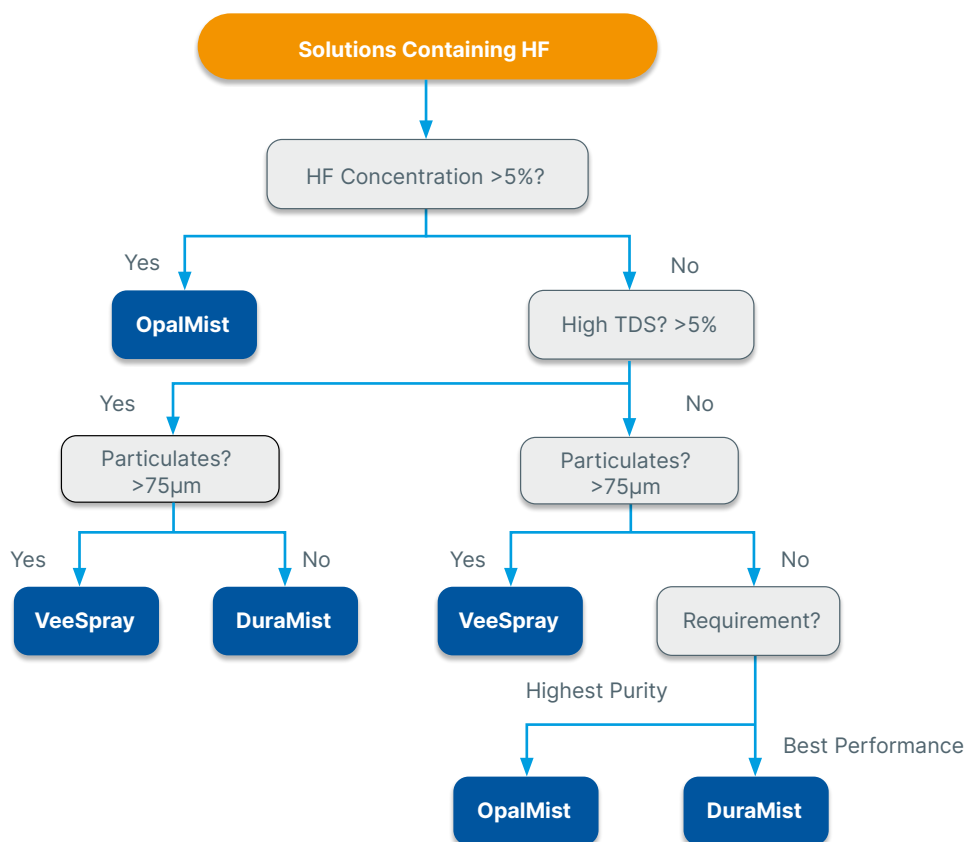 Solutions Containing HF
HF Concentration >5%?
Yes
No
OpalMist
High TDS? >5%
Yes
No
Particulates?
>75µm
Particulates?
>75µm
Yes
No
Yes
No
VeeSpray
DuraMist
VeeSpray
Requirement?
Highest Purity
Best Performance
OpalMist
DuraMist